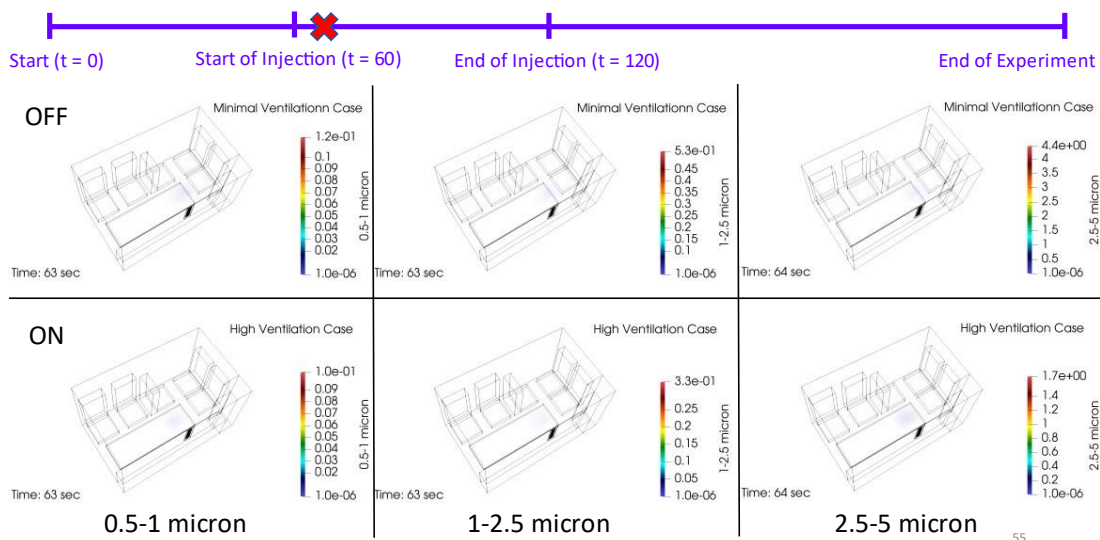 Start (t = 0)
Start of Injection (t = 60)
End of Injection (t = 120)
End of Experiment
OFF
Minimal Ventilationn Case
1.2e-01
0.1
0.09
0.08
0.07
0.06
0.05
0.04
0.03
0.02
1.0e-06
0.5-1 micron
Time: 63 sec
Minimal Ventilationn Case
5.3e-01
0.45
0.4
0.35
0.3
0.25
0.2
0.15
0.1
1.0e-06
1-2.5 micron
Time: 63 sec
Minimal Ventilation Case
4.4e+00
4
3.5
3
2.5
2
1.5
1
0.5
1.0e-06
2.5-5 micron
Time: 64 sec
ON
High Ventilation Case
1.0e-01
0.09
0.08
0.07
0.06
0.05
0.04
0.03
0.02
1.0e-06
0.5-1 micron
Time: 63 sec
High Ventilation Case
3.3e-01
0.25
0.2
0.15
0.1
0.05
1.0e-06
1-2.5 micron
Time: 63 sec
High Ventilation Case
1.7e+00
1.4
1.2
1
0.8
0.6
0.4
0.2
1.0e-06
2.5-5 micron
Time: 64 sec
0.5-1 micron
1-2.5 micron
2.5-5 micron
55